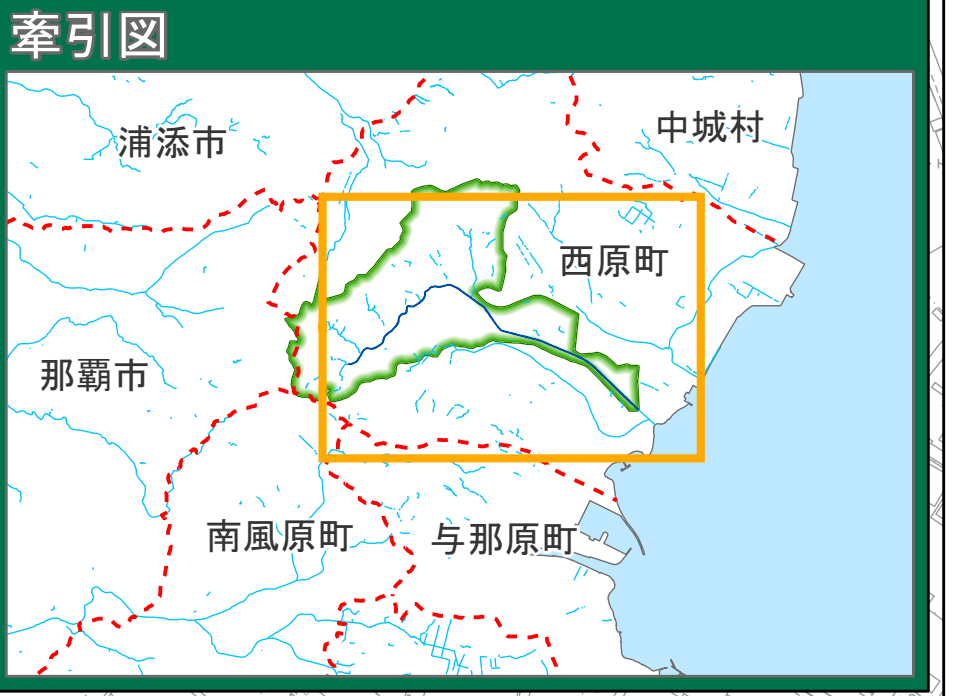 牽引図
浦添市
中城村
西原町
那覇市
南風原町
与那原町